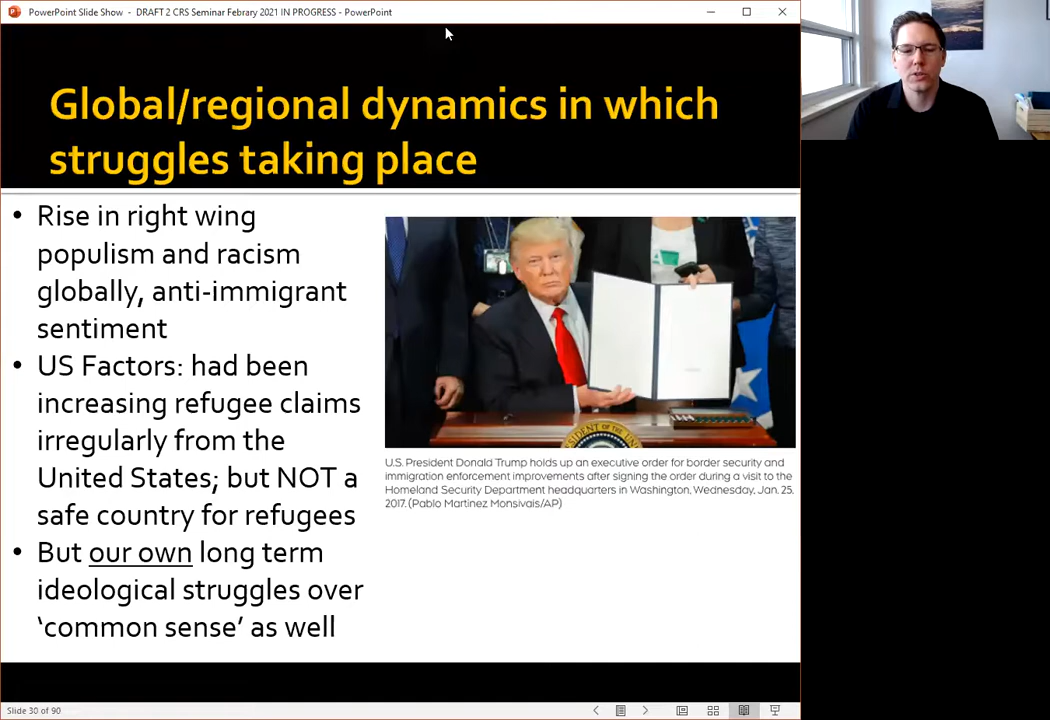 PowerPoint Slide Show - DRAFT 2 CRS Seminar Febrary 2021 IN PROGRESS - PowerPoint
Global/regional dynamics in which
struggles taking place
• Rise in right wing
populism and racism
globally, anti-immigrant
sentiment
• US Factors: had been
increasing refugee claims
irregularly from the
United States; but NOT a
safe country for refugees
• But our own long term
ideological struggles over
‘common sense’ as well
PRESIDENT OF THE
U.S. President Donald Trump holds up an executive order for border security and
immigration enforcement improvements after signing the order during a visit to the
Homeland Security Department headquarters in Washington, Wednesday, Jan. 25.
2017. (Pablo Martinez Monsivais/AP)
Slide 30 of 90